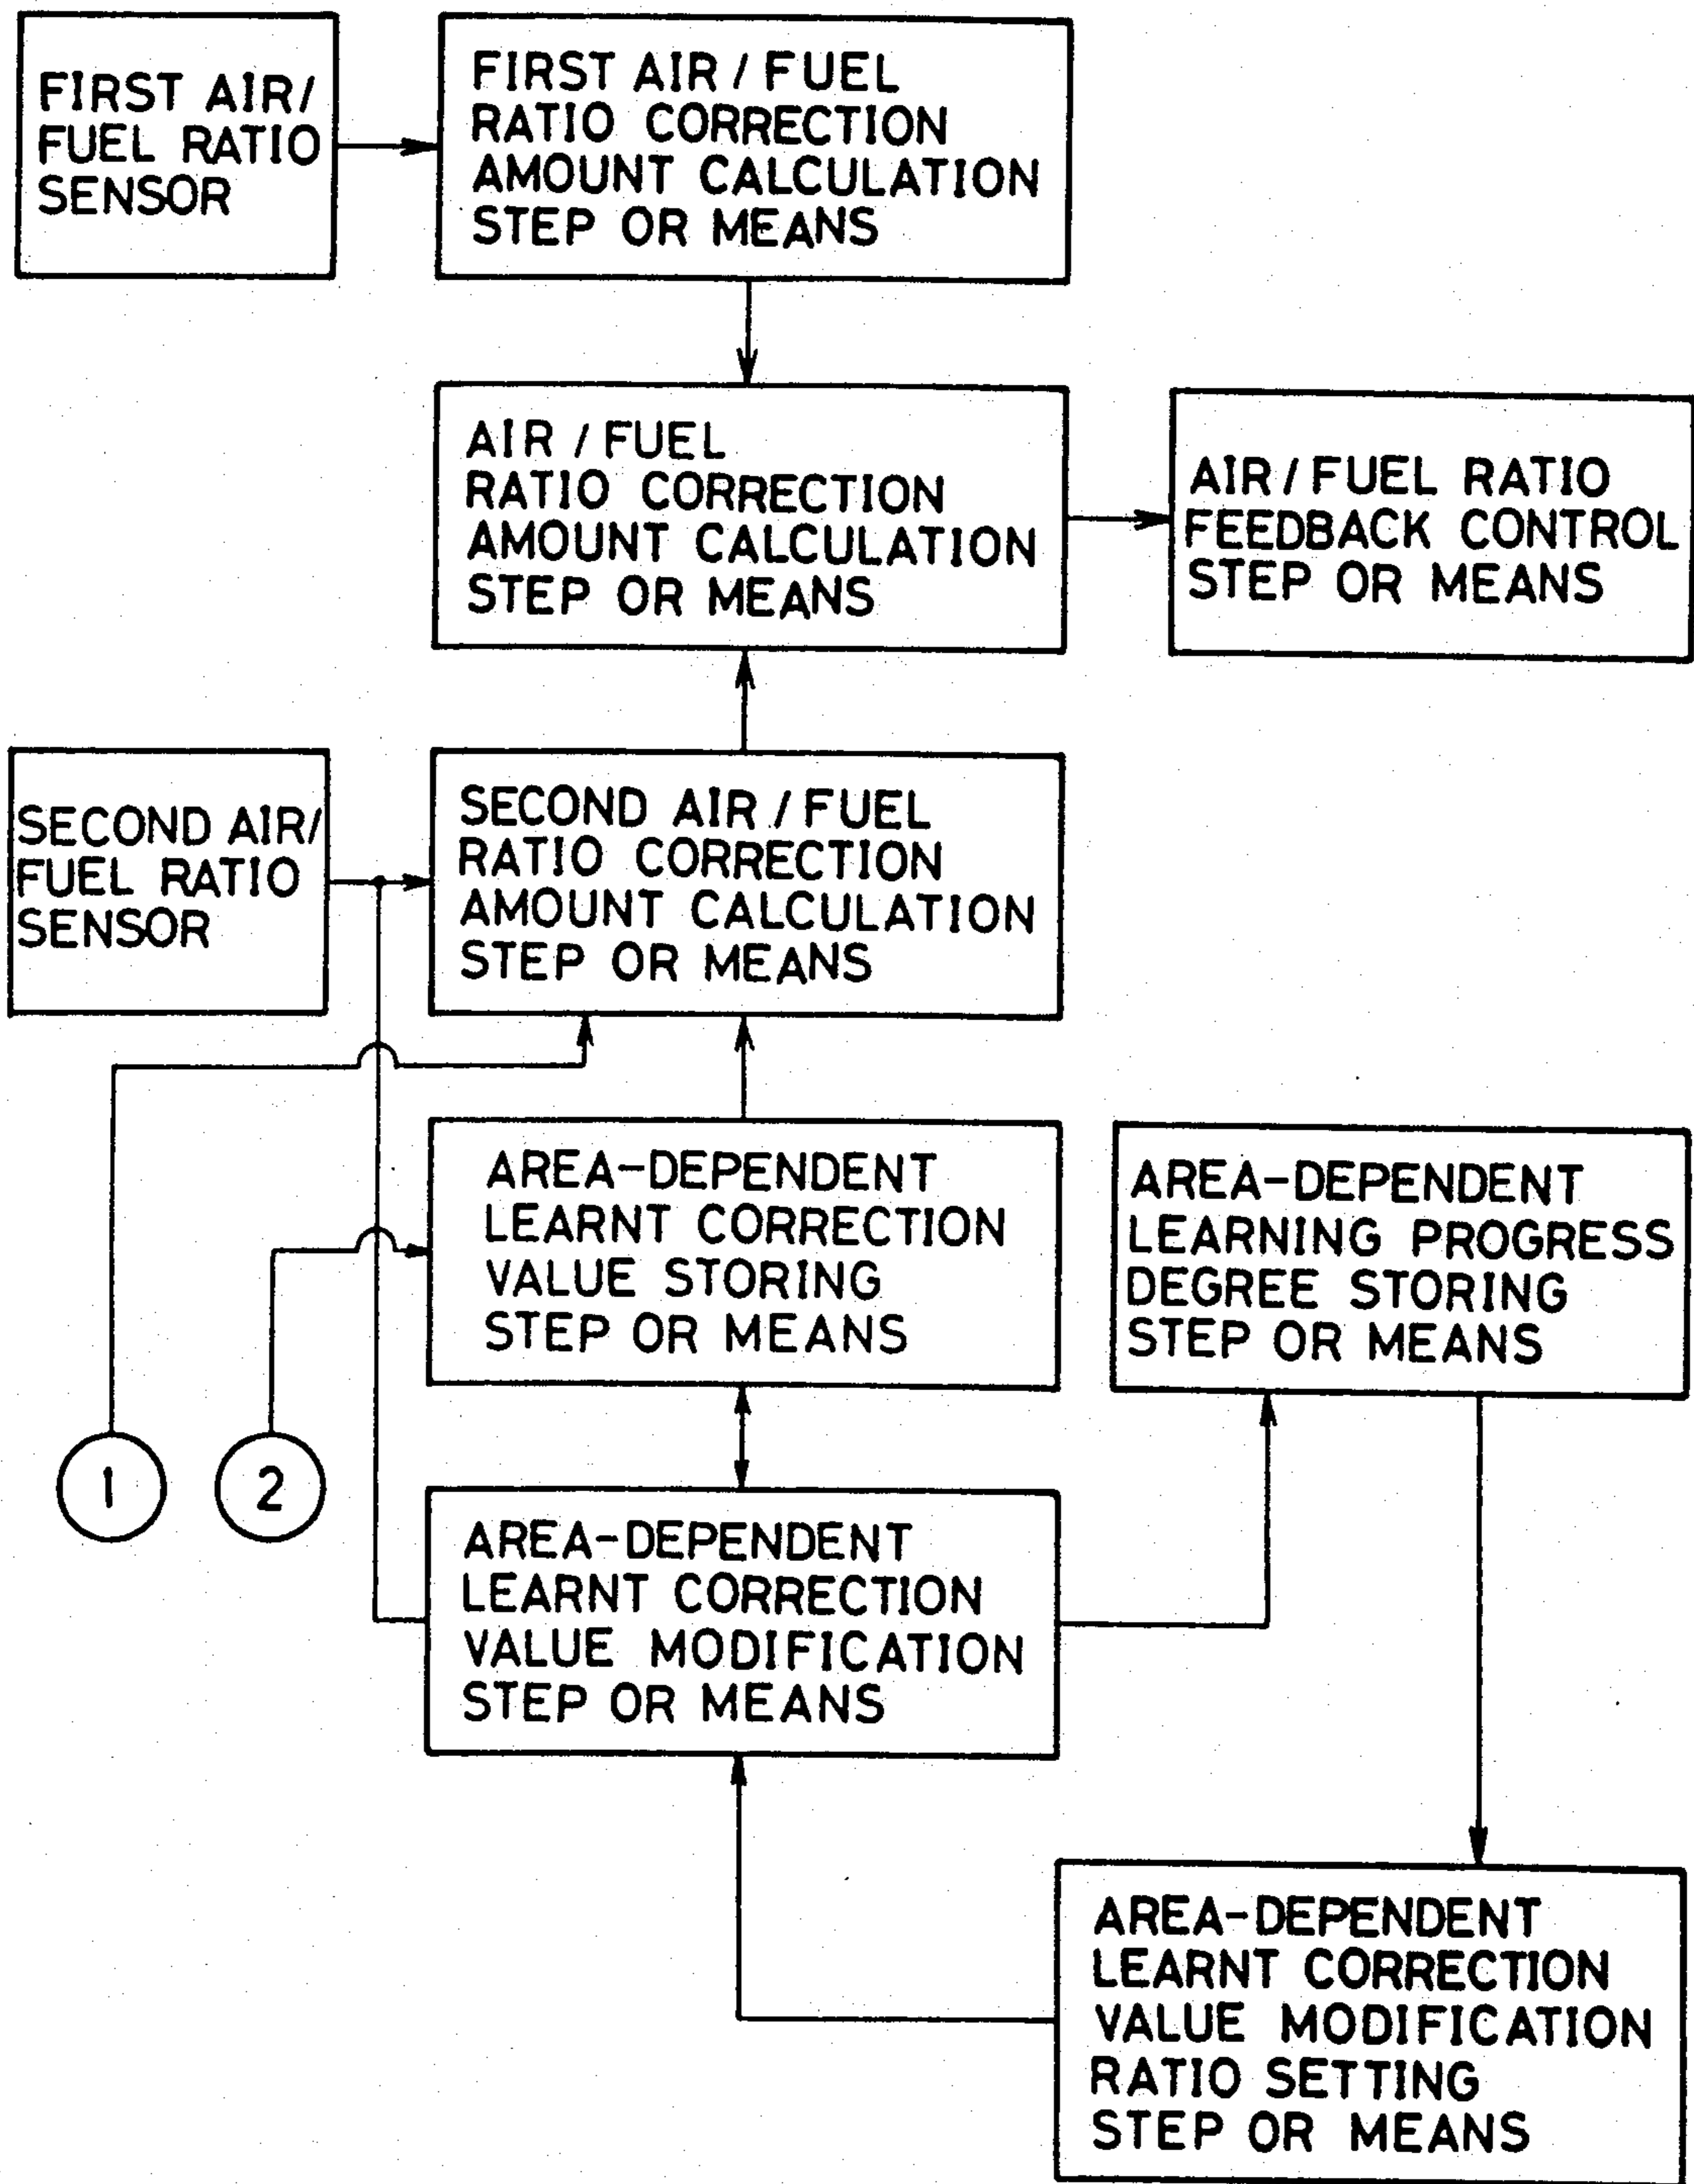 FIRST AIR/
FUEL RATIO
SENSOR
FIRST AIR / FUEL
RATIO CORRECTION
AMOUNT CALCULATION
STEP OR MEANS
AIR / FUEL
RATIO CORRECTION
AMOUNT CALCULATION
STEP OR MEANS
AIR / FUEL RATIO
FEEDBACK CONTROL
STEP OR MEANS
SECOND AIR/
FUEL RATIO
SENSOR
SECOND AIR / FUEL
RATIO CORRECTION
AMOUNT CALCULATION
STEP OR MEANS
AREA-DEPENDENT
LEARNT CORRECTION
VALUE STORING
STEP OR MEANS
AREA-DEPENDENT
LEARNING PROGRESS
DEGREE STORING
STEP OR MEANS
1
2
AREA-DEPENDENT
LEARNT CORRECTION
VALUE MODIFICATION
STEP OR MEANS
AREA-DEPENDENT
LEARNT CORRECTION
VALUE MODIFICATION
RATIO SETTING
STEP OR MEANS